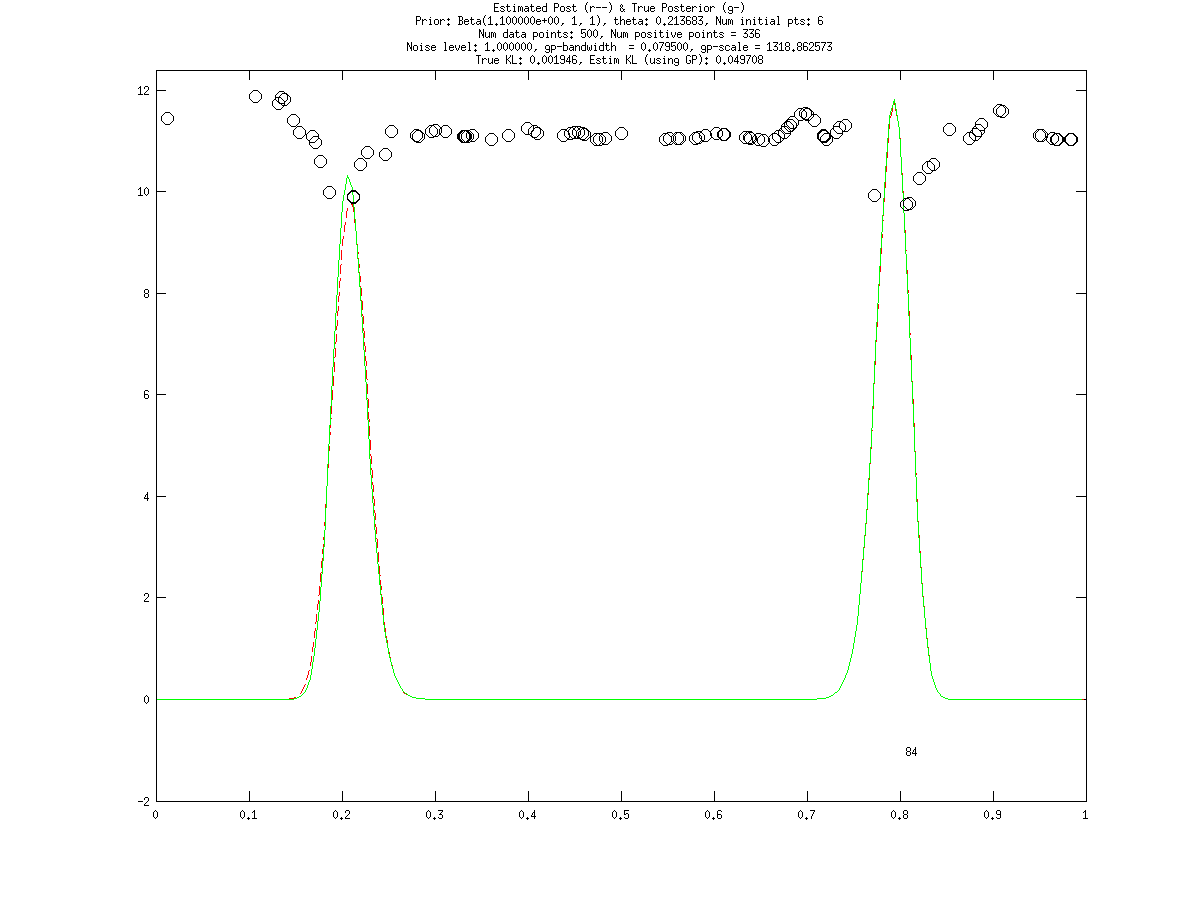 Estimated Post (r--) & True Posterior (g-)
Prior: Beta(1.100000e+00, 1, 1), theta: 0.213683, Num initial pts: 6
Num data points: 500, Num positive points = 336
Noise level: 1.000000, gp-bandwidth  = 0.079500, gp-scale = 1318.862573
True KL: 0.001946, Estim KL (using GP): 0.049708
12
10
8
6
4
2
0
84
-2
0 0.1 0.2 0.3 0.4 0.5 0.6 0.7 0.8 0.9 1